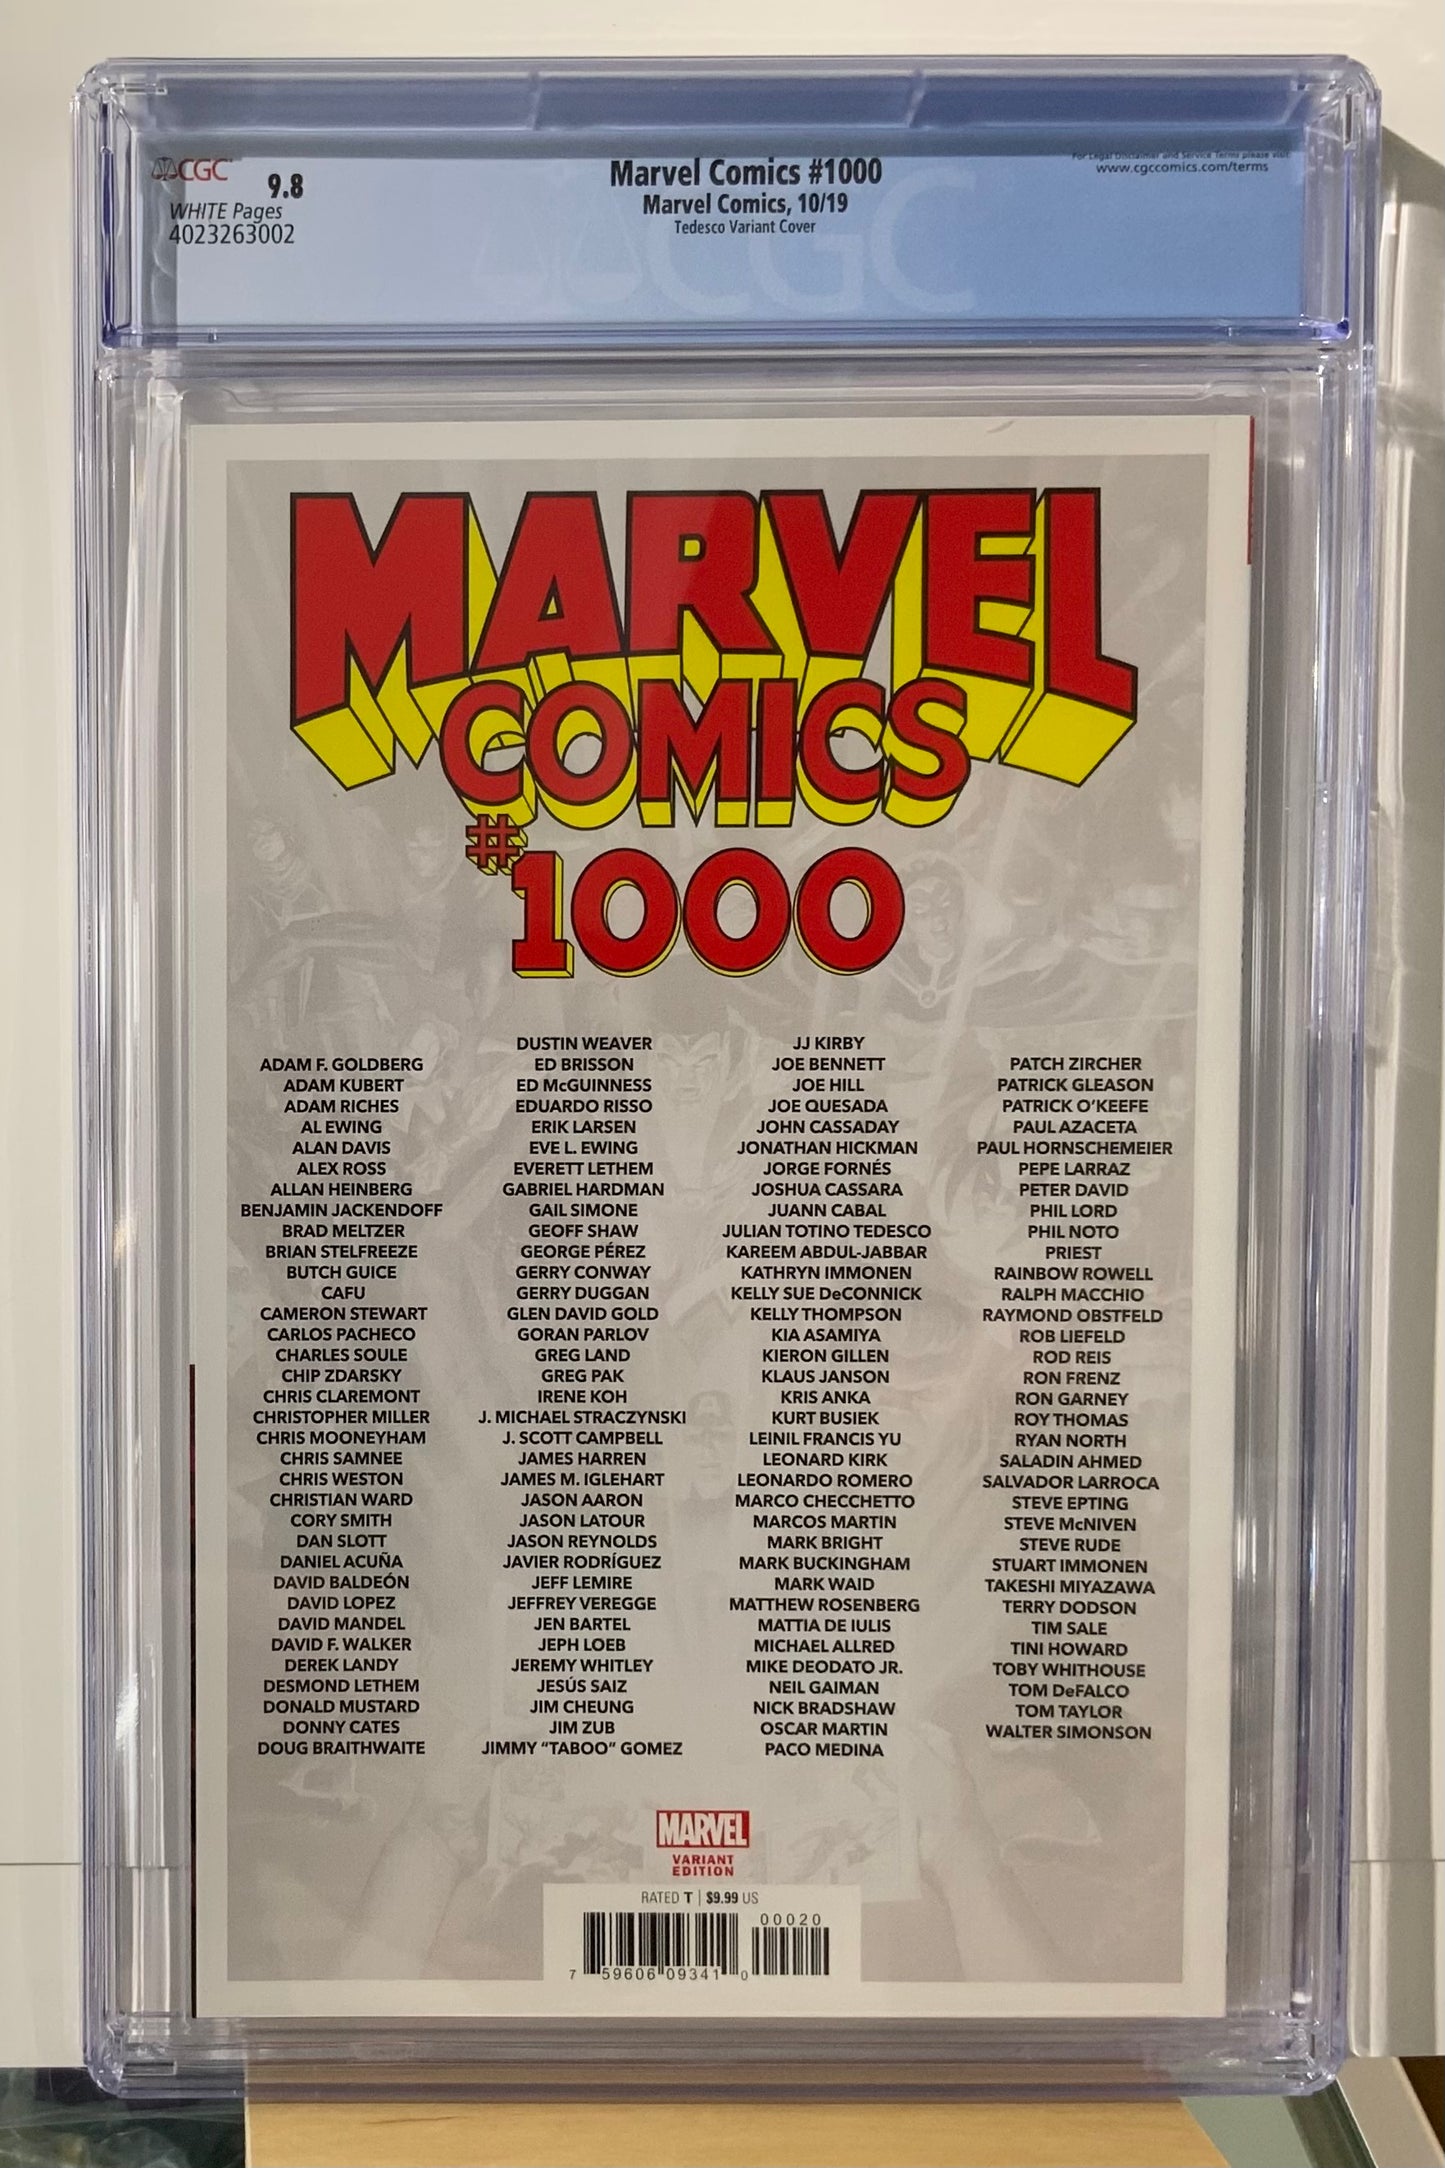 CGC
9.8
WHITE Pages
4023263002
Marvel Comics #1000
Marvel Comics, 10/19
Tedesco Variant Cover
For Legal Disclaimer and Service Terms please visit:
www.cgccomics.com/terms
CGC
MARVEL
COMICS
#1000
ADAM F. GOLDBERG
ADAM KUBERT
ADAM RICHES
AL EWING
ALAN DAVIS
ALEX ROSS
ALLAN HEINBERG
BENJAMIN JACKENDOFF
BRAD MELTZER
BRIAN STELFREEZE
BUTCH GUICE
CAFU
CAMERON STEWART
CARLOS PACHECO
CHARLES SOULE
CHIP ZDARSKY
CHRIS CLAREMONT
CHRISTOPHER MILLER
CHRIS MOONEYHAM
CHRIS SAMNEE
CHRIS WESTON
CHRISTIAN WARD
CORY SMITH
DAN SLOTT
DANIEL ACUÑA
DAVID BALDEÓN
DAVID LOPEZ
DAVID MANDEL
DAVID F. WALKER
DEREK LANDY
DESMOND LETHEM
DONALD MUSTARD
DONNY CATES
DOUG BRAITHWAITE
DUSTIN WEAVER
ED BRISSON
ED McGUINNESS
EDUARDO RISSO
ERIK LARSEN
EVE L. EWING
EVERETT LETHEM
GABRIEL HARDMAN
GAIL SIMONE
GEOFF SHAW
GEORGE PÉREZ
GERRY CONWAY
GERRY DUGGAN
GLEN DAVID GOLD
GORAN PARLOV
GREG LAND
GREG PAK
IRENE KOH
J. MICHAEL STRACZYNSKI
J. SCOTT CAMPBELL
JAMES HARREN
JAMES M. IGLEHART
JASON AARON
JASON LATOUR
JASON REYNOLDS
JAVIER RODRÍGUEZ
JEFF LEMIRE
JEFFREY VEREGGE
JEN BARTEL
JEPH LOEB
JEREMY WHITLEY
JESÚS SAIZ
JIM CHEUNG
JIM ZUB
JIMMY “TABOO” GOMEZ
JJ KIRBY
JOE BENNETT
JOE HILL
JOE QUESADA
JOHN CASSADAY
JONATHAN HICKMAN
JORGE FORNÉS
JOSHUA CASSARA
JUANN CABAL
JULIAN TOTINO TEDESCO
KAREEM ABDUL-JABBAR
KATHRYN IMMONEN
KELLY SUE DeCONNICK
KELLY THOMPSON
KIA ASAMIYA
KIERON GILLEN
KLAUS JANSON
KRIS ANKA
KURT BUSIEK
LEINIL FRANCIS YU
LEONARD KIRK
LEONARDO ROMERO
MARCO CHECCHETTO
MARCOS MARTIN
MARK BRIGHT
MARK BUCKINGHAM
MARK WAID
MATTHEW ROSENBERG
MATTIA DE IULIS
MICHAEL ALLRED
MIKE DEODATO JR.
NEIL GAIMAN
NICK BRADSHAW
OSCAR MARTIN
PACO MEDINA
PATCH ZIRCHER
PATRICK GLEASON
PATRICK O’KEEFE
PAUL AZACETA
PAUL HORNSCHEMEIER
PEPE LARRAZ
PETER DAVID
PHIL LORD
PHIL NOTO
PRIEST
RAINBOW ROWELL
RALPH MACCHIO
RAYMOND OBSTFELD
ROB LIEFELD
ROD REIS
RON FRENZ
RON GARNEY
ROY THOMAS
RYAN NORTH
SALADIN AHMED
SALVADOR LARROCA
STEVE EPTING
STEVE McNIVEN
STEVE RUDE
STUART IMMONEN
TAKESHI MIYAZAWA
TERRY DODSON
TIM SALE
TINI HOWARD
TOBY WHITHOUSE
TOM DeFALCO
TOM TAYLOR
WALTER SIMONSON
MARVEL
VARIANT
EDITION
RATED T | $9.99 US
00020
7 59606 09341 0